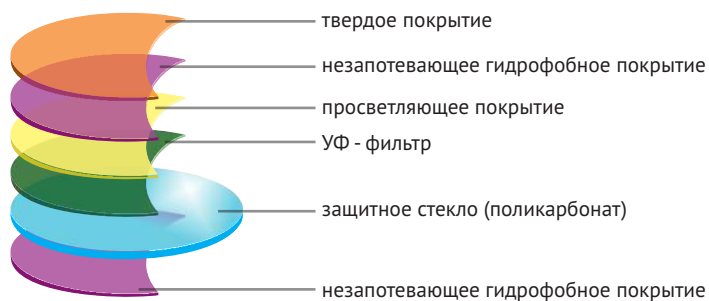 твердое покрытие
незапотевающее гидрофобное покрытие
просветляющее покрытие
УФ - фильтр
защитное стекло (поликарбонат)
незапотевающее гидрофобное покрытие